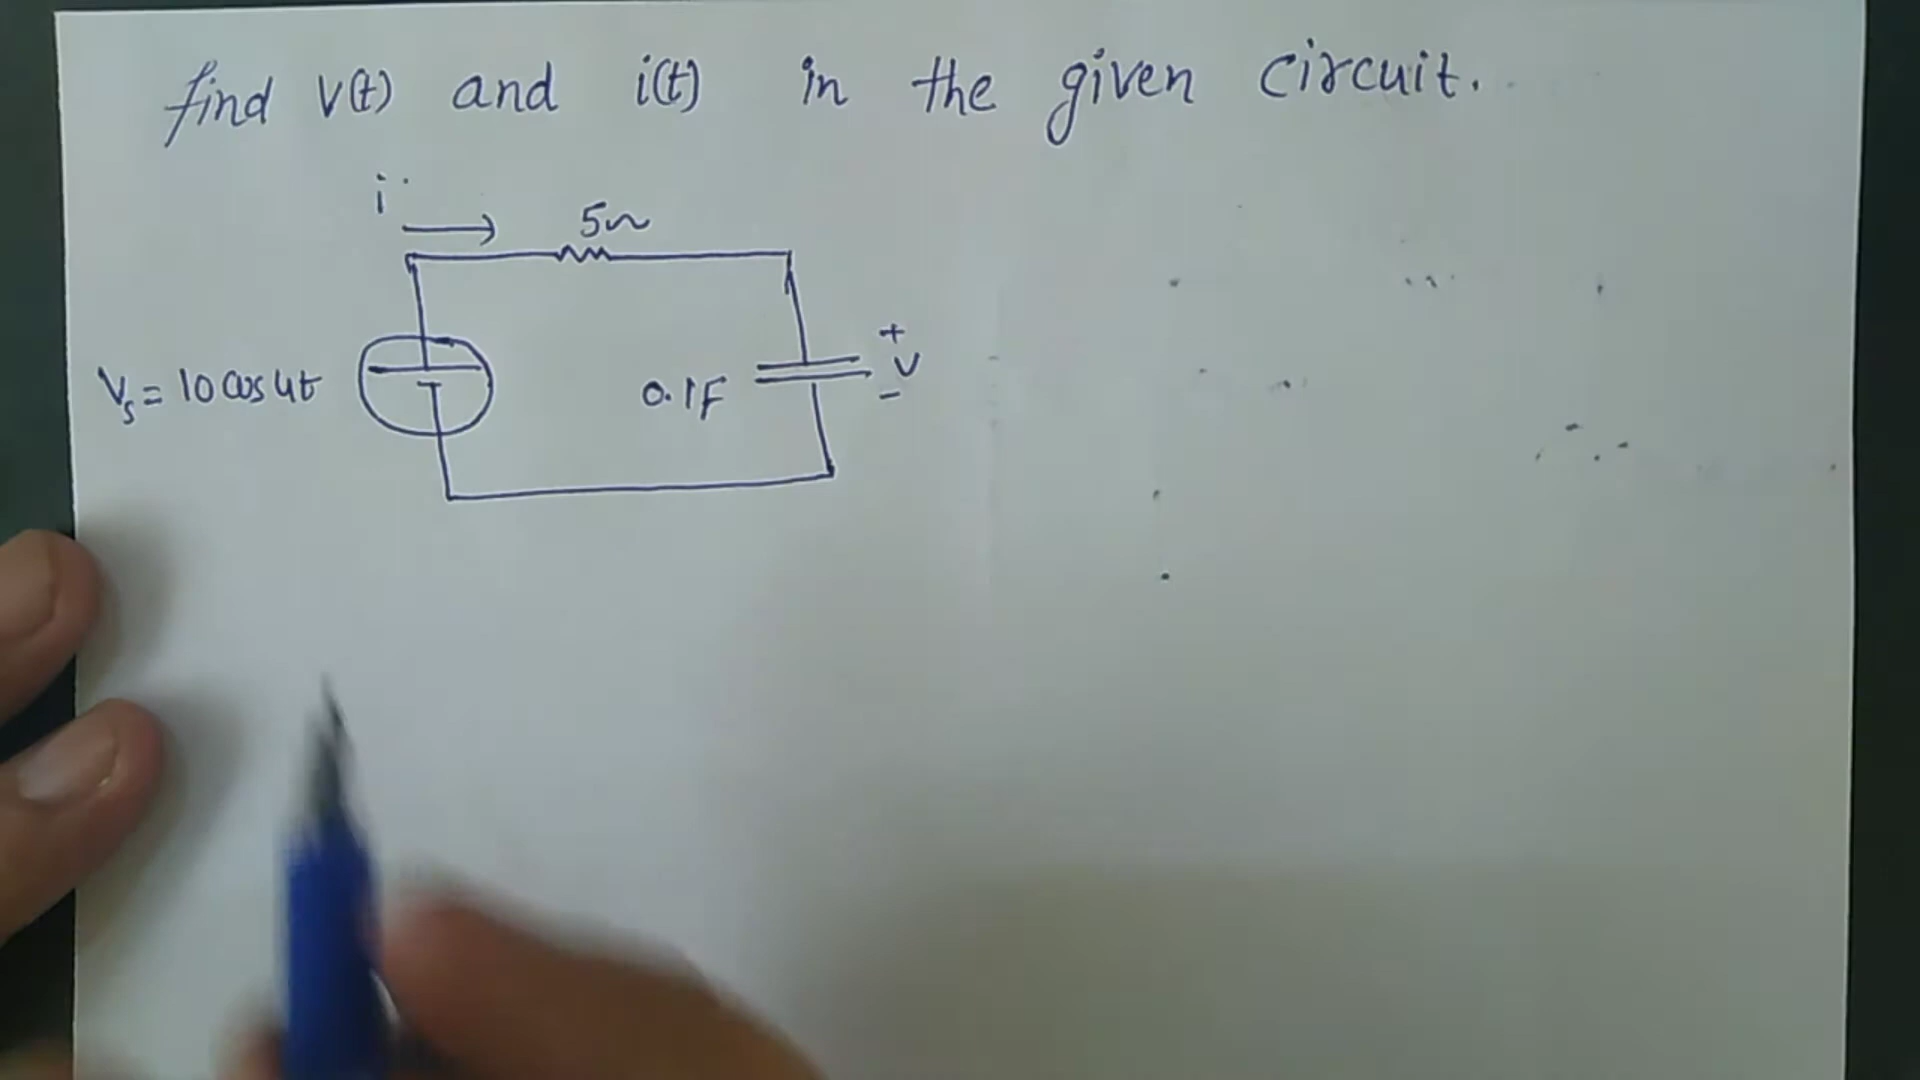 find v(t) and i(t) in the given circuit.
i
5Ω
+
Vs = 10 cos 4t
0.1F
v
-